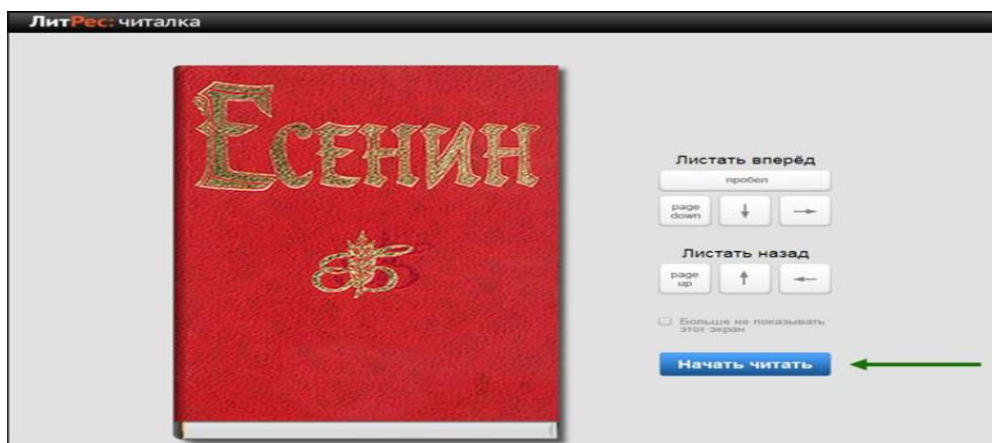 ЛитРес: читалка
Есенин
Листать вперёд
пробел
page down
Листать назад
page up
Больше не показывать
этот экран
Начать читать